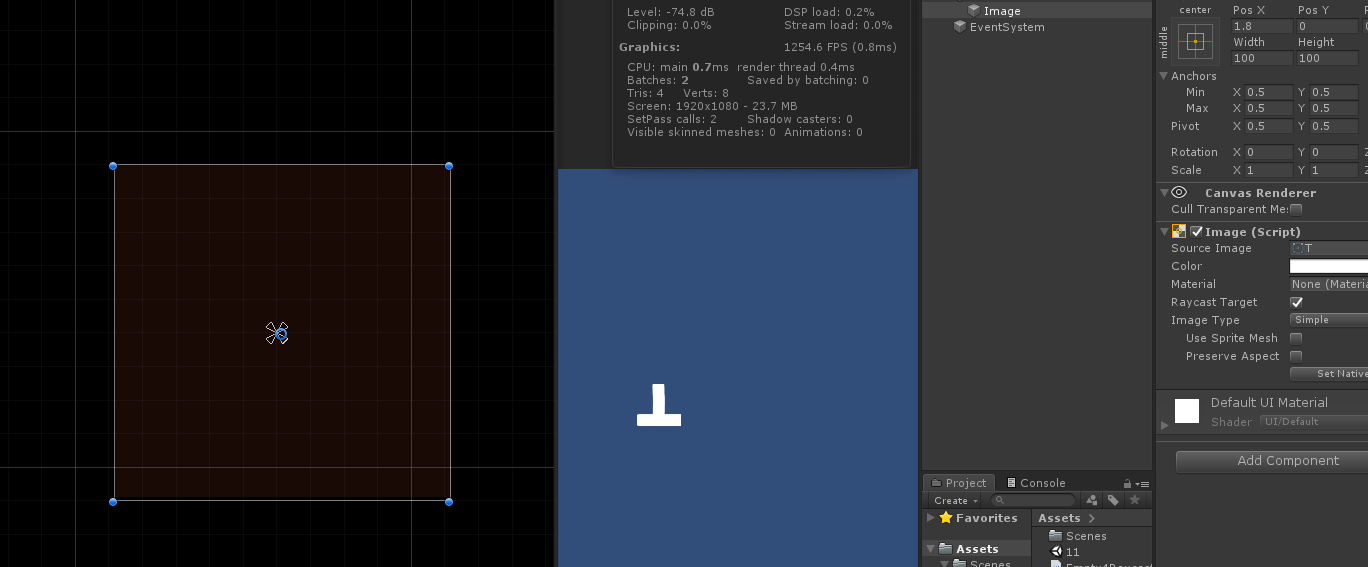 Level: -74.8 dB DSP load: 0.2%
Clipping: 0.0% Stream load: 0.0%
Graphics: 1254.6 FPS (0.8ms)
CPU: main 0.7ms render thread 0.4ms
Batches: 2 Saved by batching: 0
Tris: 4 Verts: 8
Screen: 1920x1080 - 23.7 MB
SetPass calls: 2 Shadow casters: 0
Visible skinned meshes: 0 Animations: 0
Image
EventSystem
Project Console
Create
Favorites
Assets
Scenes
Assets
Scenes
11
center Pos X Pos Y
middle
1.8 0
Width Height
100 100
Anchors
Min X 0.5 Y 0.5
Max X 0.5 Y 0.5
Pivot X 0.5 Y 0.5
Rotation X 0 Y 0 Z
Scale X 1 Y 1 Z
Canvas Renderer
Cull Transparent Me
Image (Script)
Source Image T
Color
Material None (Materia
Raycast Target
Image Type Simple
Use Sprite Mesh
Preserve Aspect
Set Native
Default UI Material
Shader UI/Default
Add Component